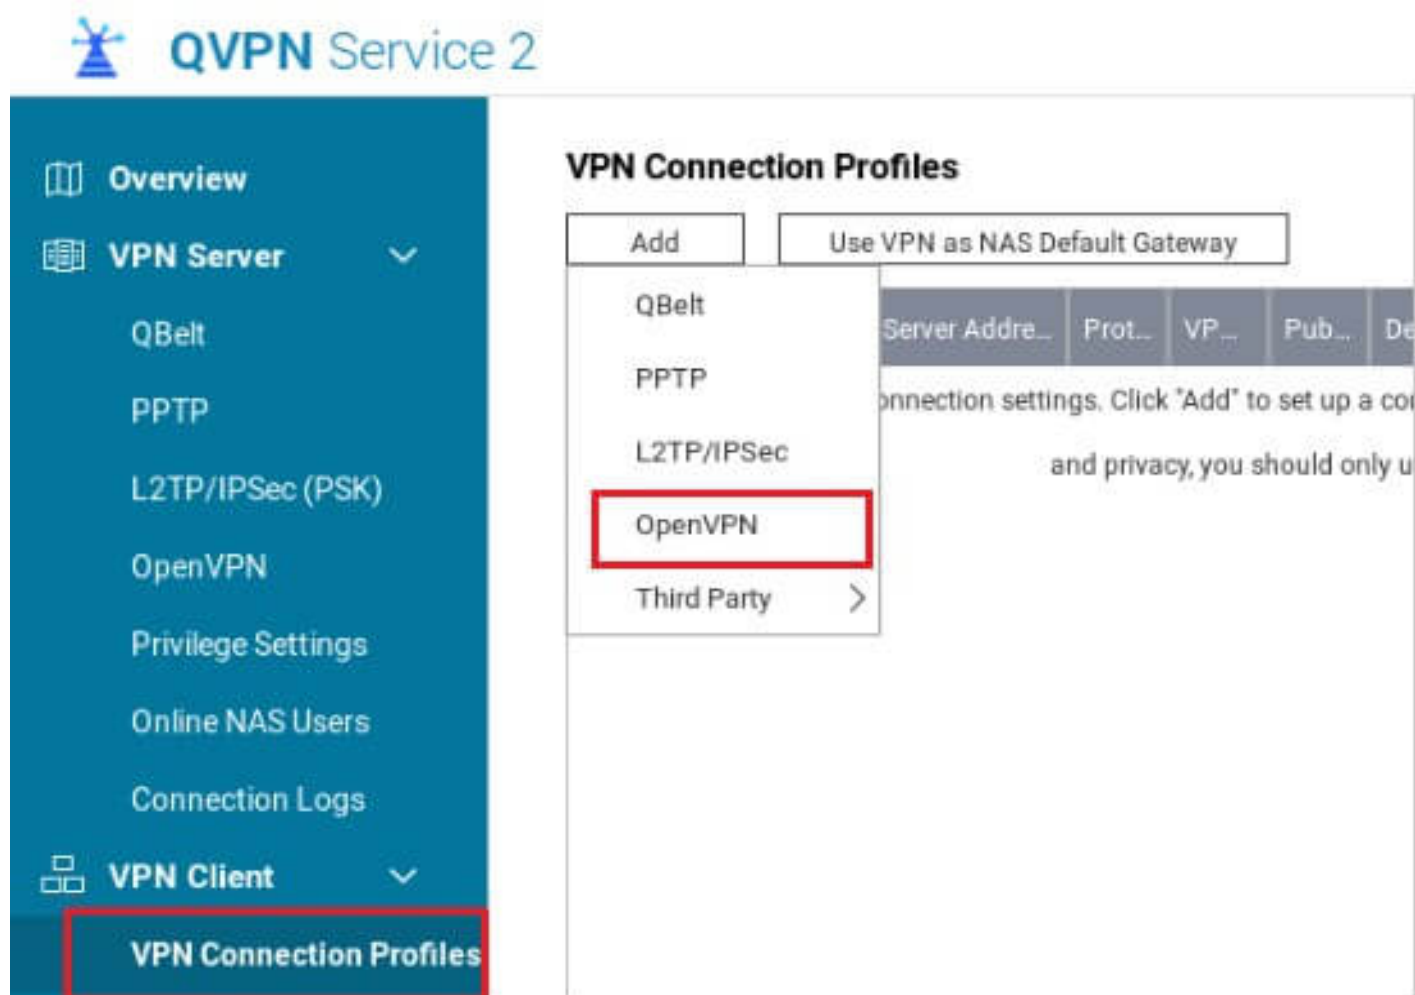 QVPN Service 2
Overview
VPN Server
QBelt
PPTP
L2TP/IPSec (PSK)
OpenVPN
Privilege Settings
Online NAS Users
Connection Logs
VPN Client
VPN Connection Profiles
VPN Connection Profiles
Add
Use VPN as NAS Default Gateway
QBelt
PPTP
L2TP/IPSec
OpenVPN
Third Party
Server Addre... Prot... VP... Pub... De
onnection settings. Click "Add" to set up a co
and privacy, you should only u